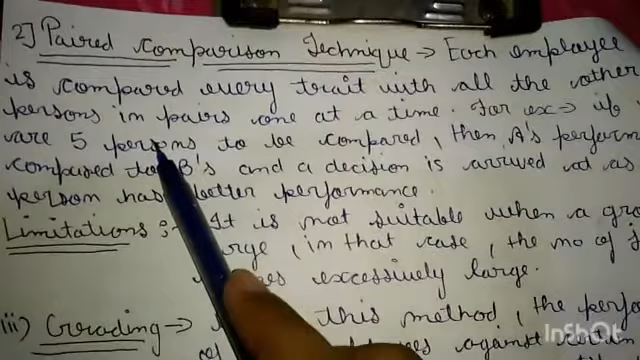 2] Paired Comparison Technique → Each employee
is compared every trait with all the other
persons in pairs one at a time. For ex → if
are 5 persons to be compared, then A's perform
compared to B's and a decision is arrived at as
person has better performance.
Limitations :- It is not suitable when a gro
large, in that case, the no of j
excessively large.
iii) Grading → this method, the perfo
of against
InShOt